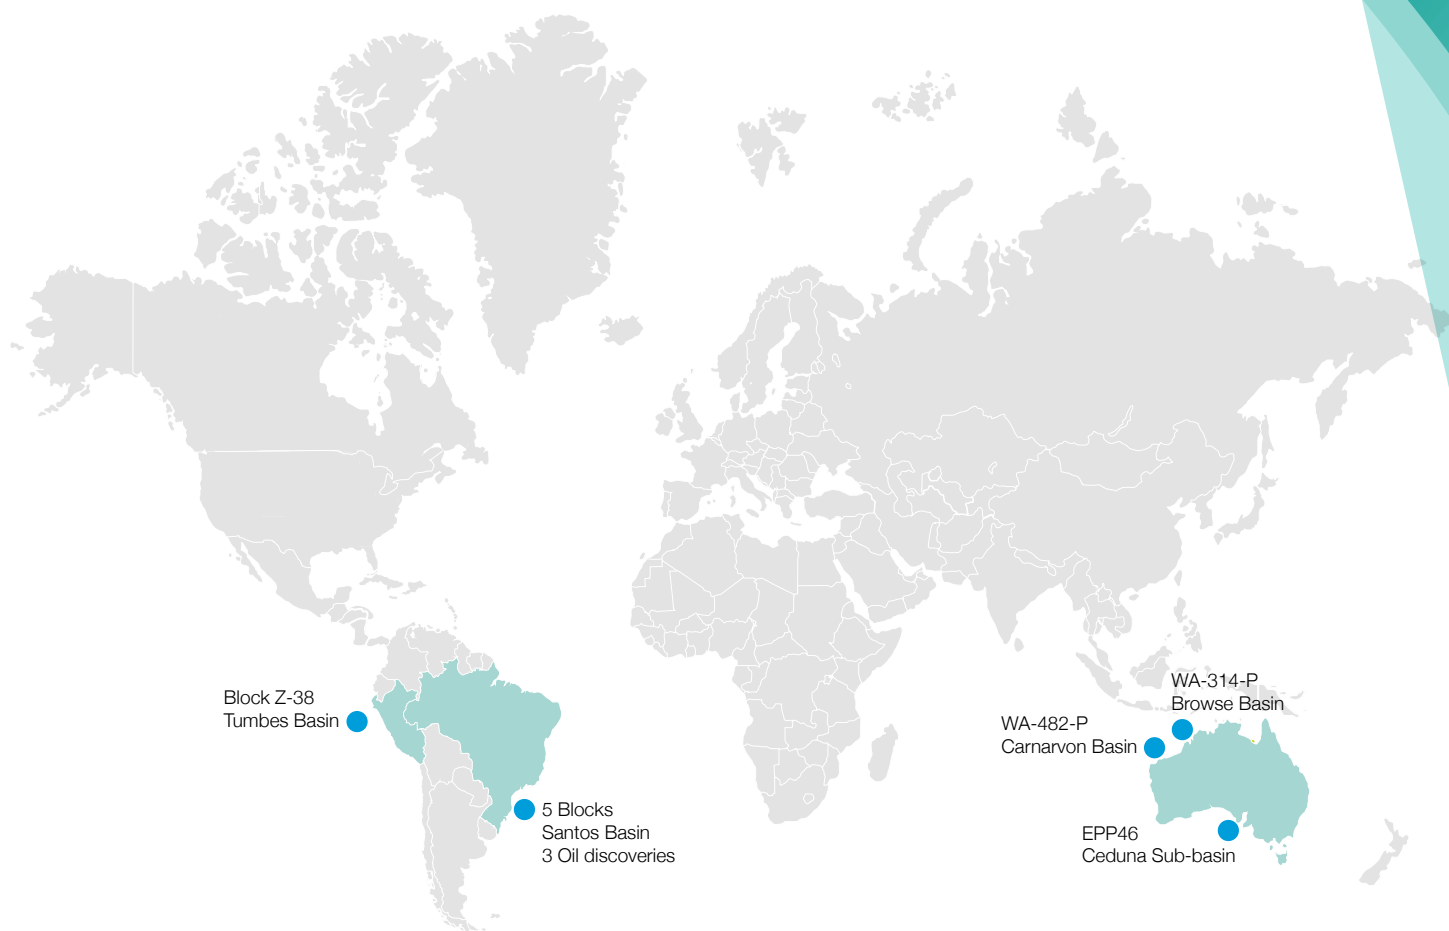 Block Z-38
Tumbes Basin
5 Blocks
Santos Basin
3 Oil discoveries
WA-314-P
Browse Basin
WA-482-P
Carnarvon Basin
EPP46
Ceduna Sub-basin